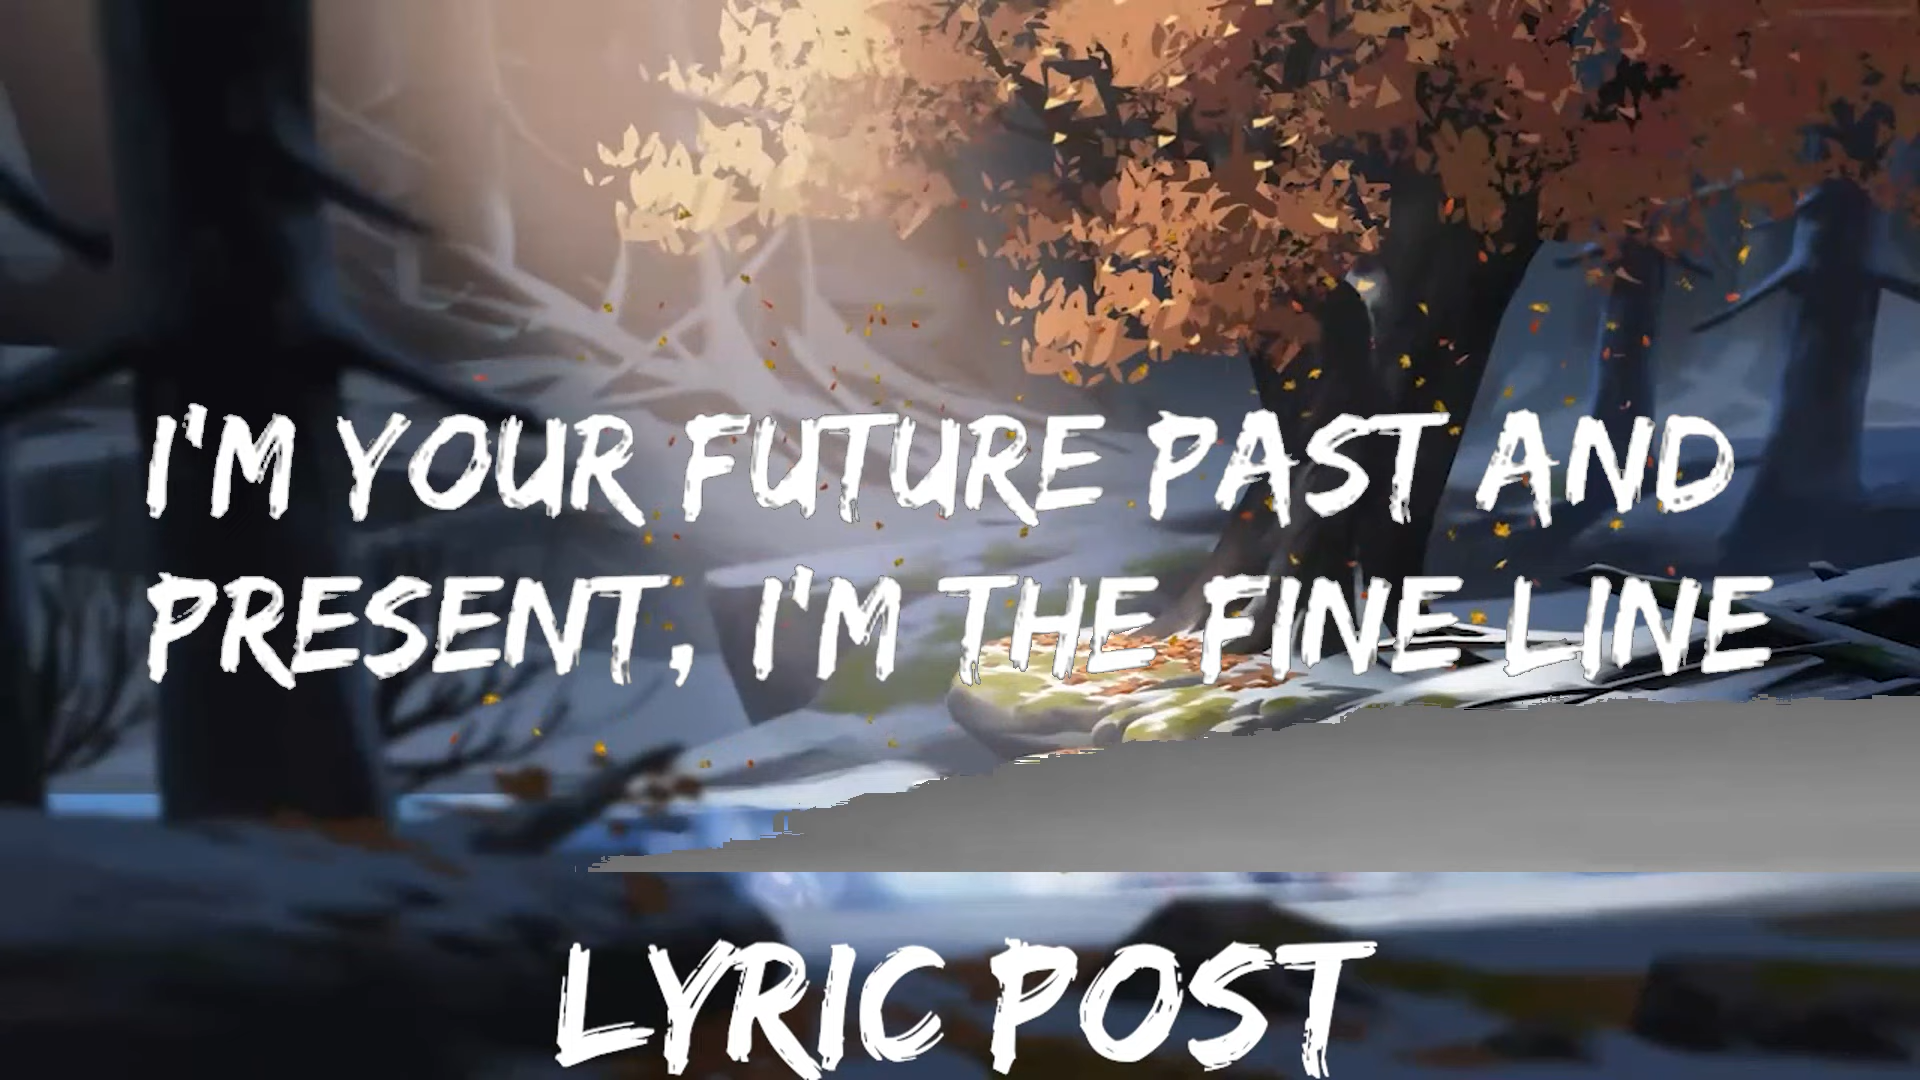 I'M YOUR FUTURE PAST AND
PRESENT, I'M THE FINE LINE
LYRIC POST